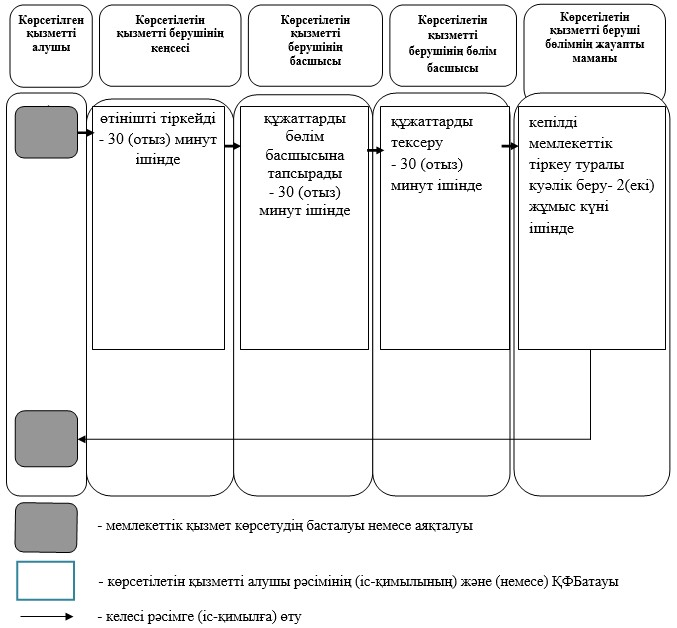 Көрсетілген
қызметті
алушы
Көрсетілетін
қызметті берушінің
кеңсесі
Көрсетілетін
қызметті
берушінің
басшысы
Көрсетілетін
қызметті
берушінің бөлім
басшысы
Көрсетілетін
қызметті беруші
бөлімнің жауапты
маманы
өтінішті тіркейді
- 30 (отыз) минут
ішінде
құжаттарды
бөлім
басшысына
тапсырады
- 30 (отыз)
минут ішінде
құжаттарды
тексеру
- 30 (отыз)
минут ішінде
кепілді
мемлекеттік
тіркеу туралы
куәлік беру- 2(екі)
жұмыс күні
ішінде
- мемлекеттік қызмет көрсетудің басталуы немесе аяқталуы
- көрсетілетін қызметті алушы рәсімінің (іс-қимылының) және (немесе) ҚФБатауы
- келесі рәсімге (іс-қимылға) өту